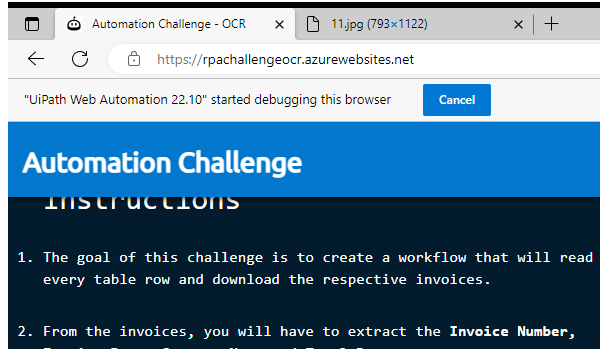 Automation Challenge - OCR
11.jpg (793×1122)
https://rpachallengeocr.azurewebsites.net
"UiPath Web Automation 22.10" started debugging this browser
Cancel
Automation Challenge
Instructions
1. The goal of this challenge is to create a workflow that will read
every table row and download the respective invoices.
2. From the invoices, you will have to extract the Invoice Number,